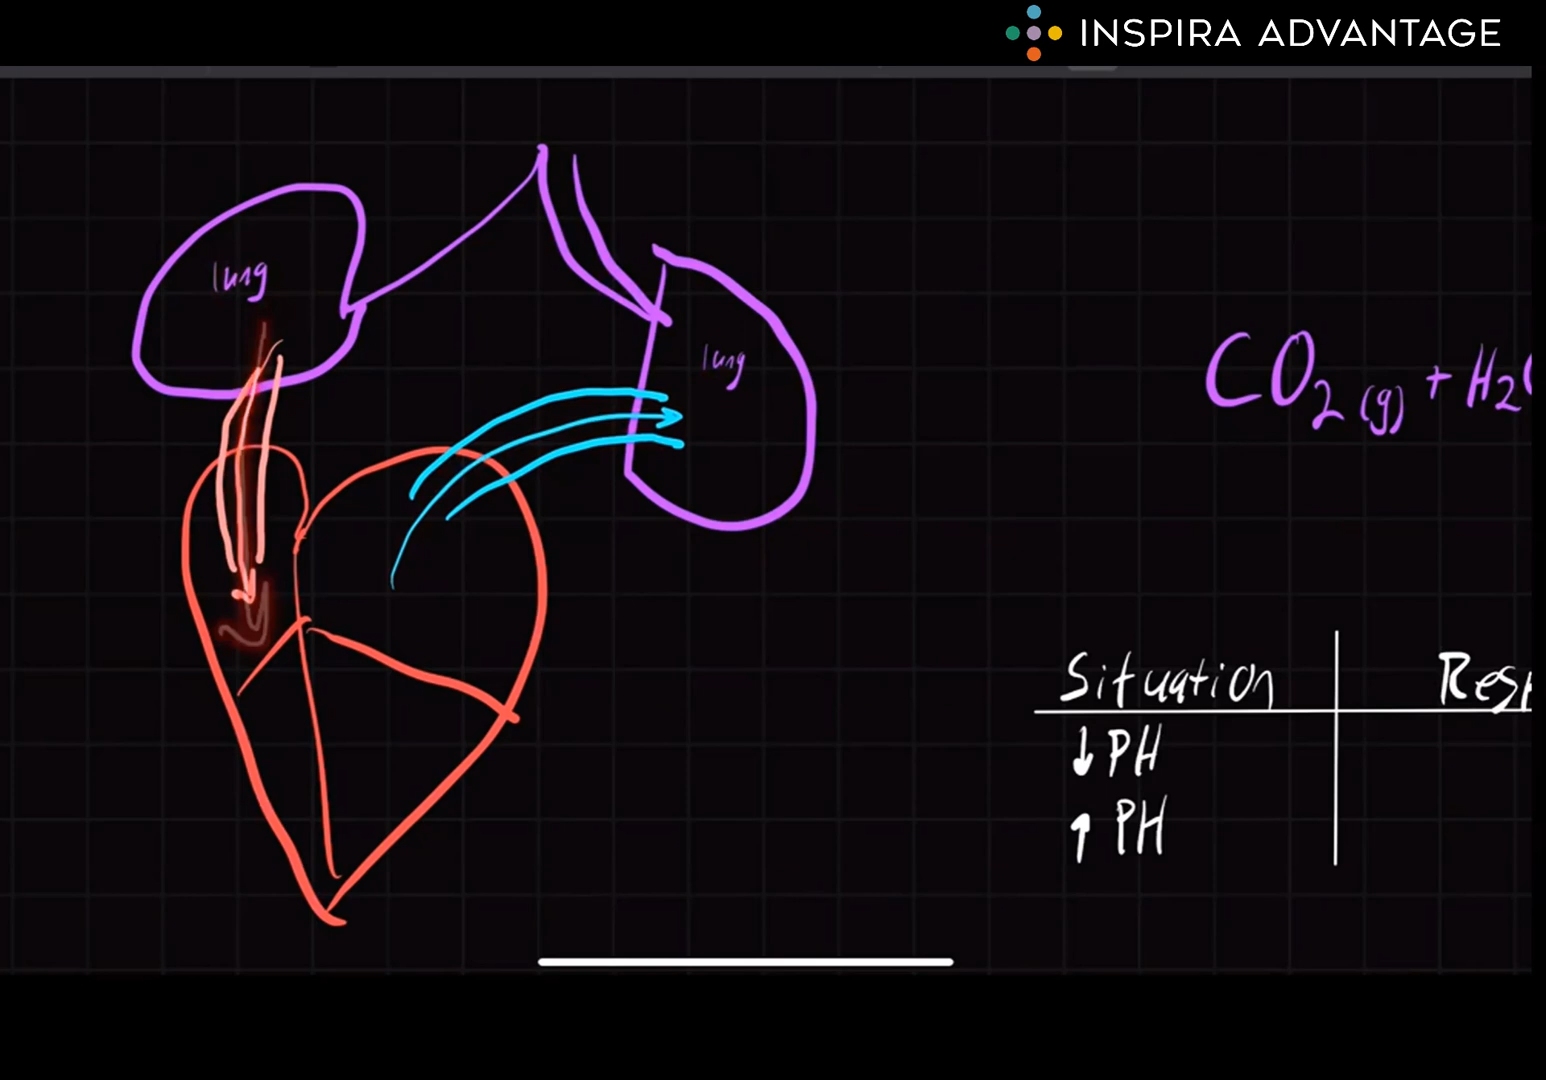 INSPIRA ADVANTAGE
lung
lung
CO2 (g) + H2
Situation
↓ PH
↑ PH